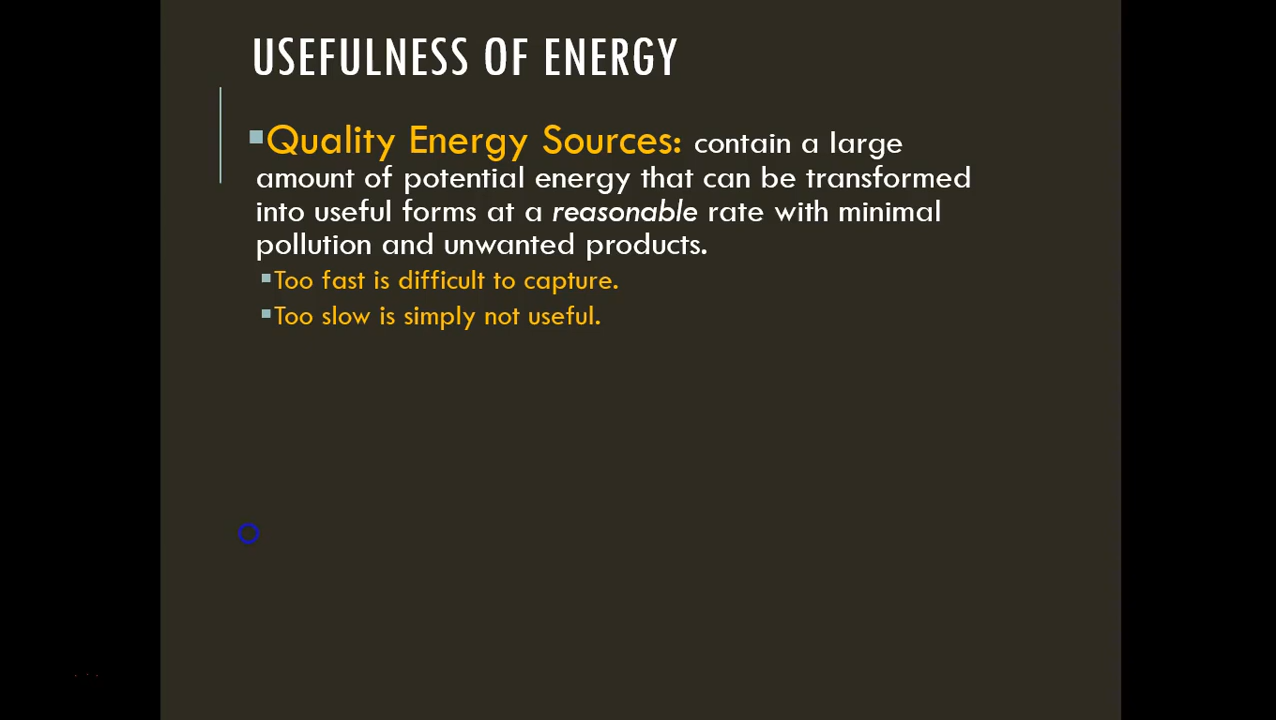 USEFULNESS OF ENERGY
Quality Energy Sources: contain a large
amount of potential energy that can be transformed
into useful forms at a reasonable rate with minimal
pollution and unwanted products.
Too fast is difficult to capture.
Too slow is simply not useful.